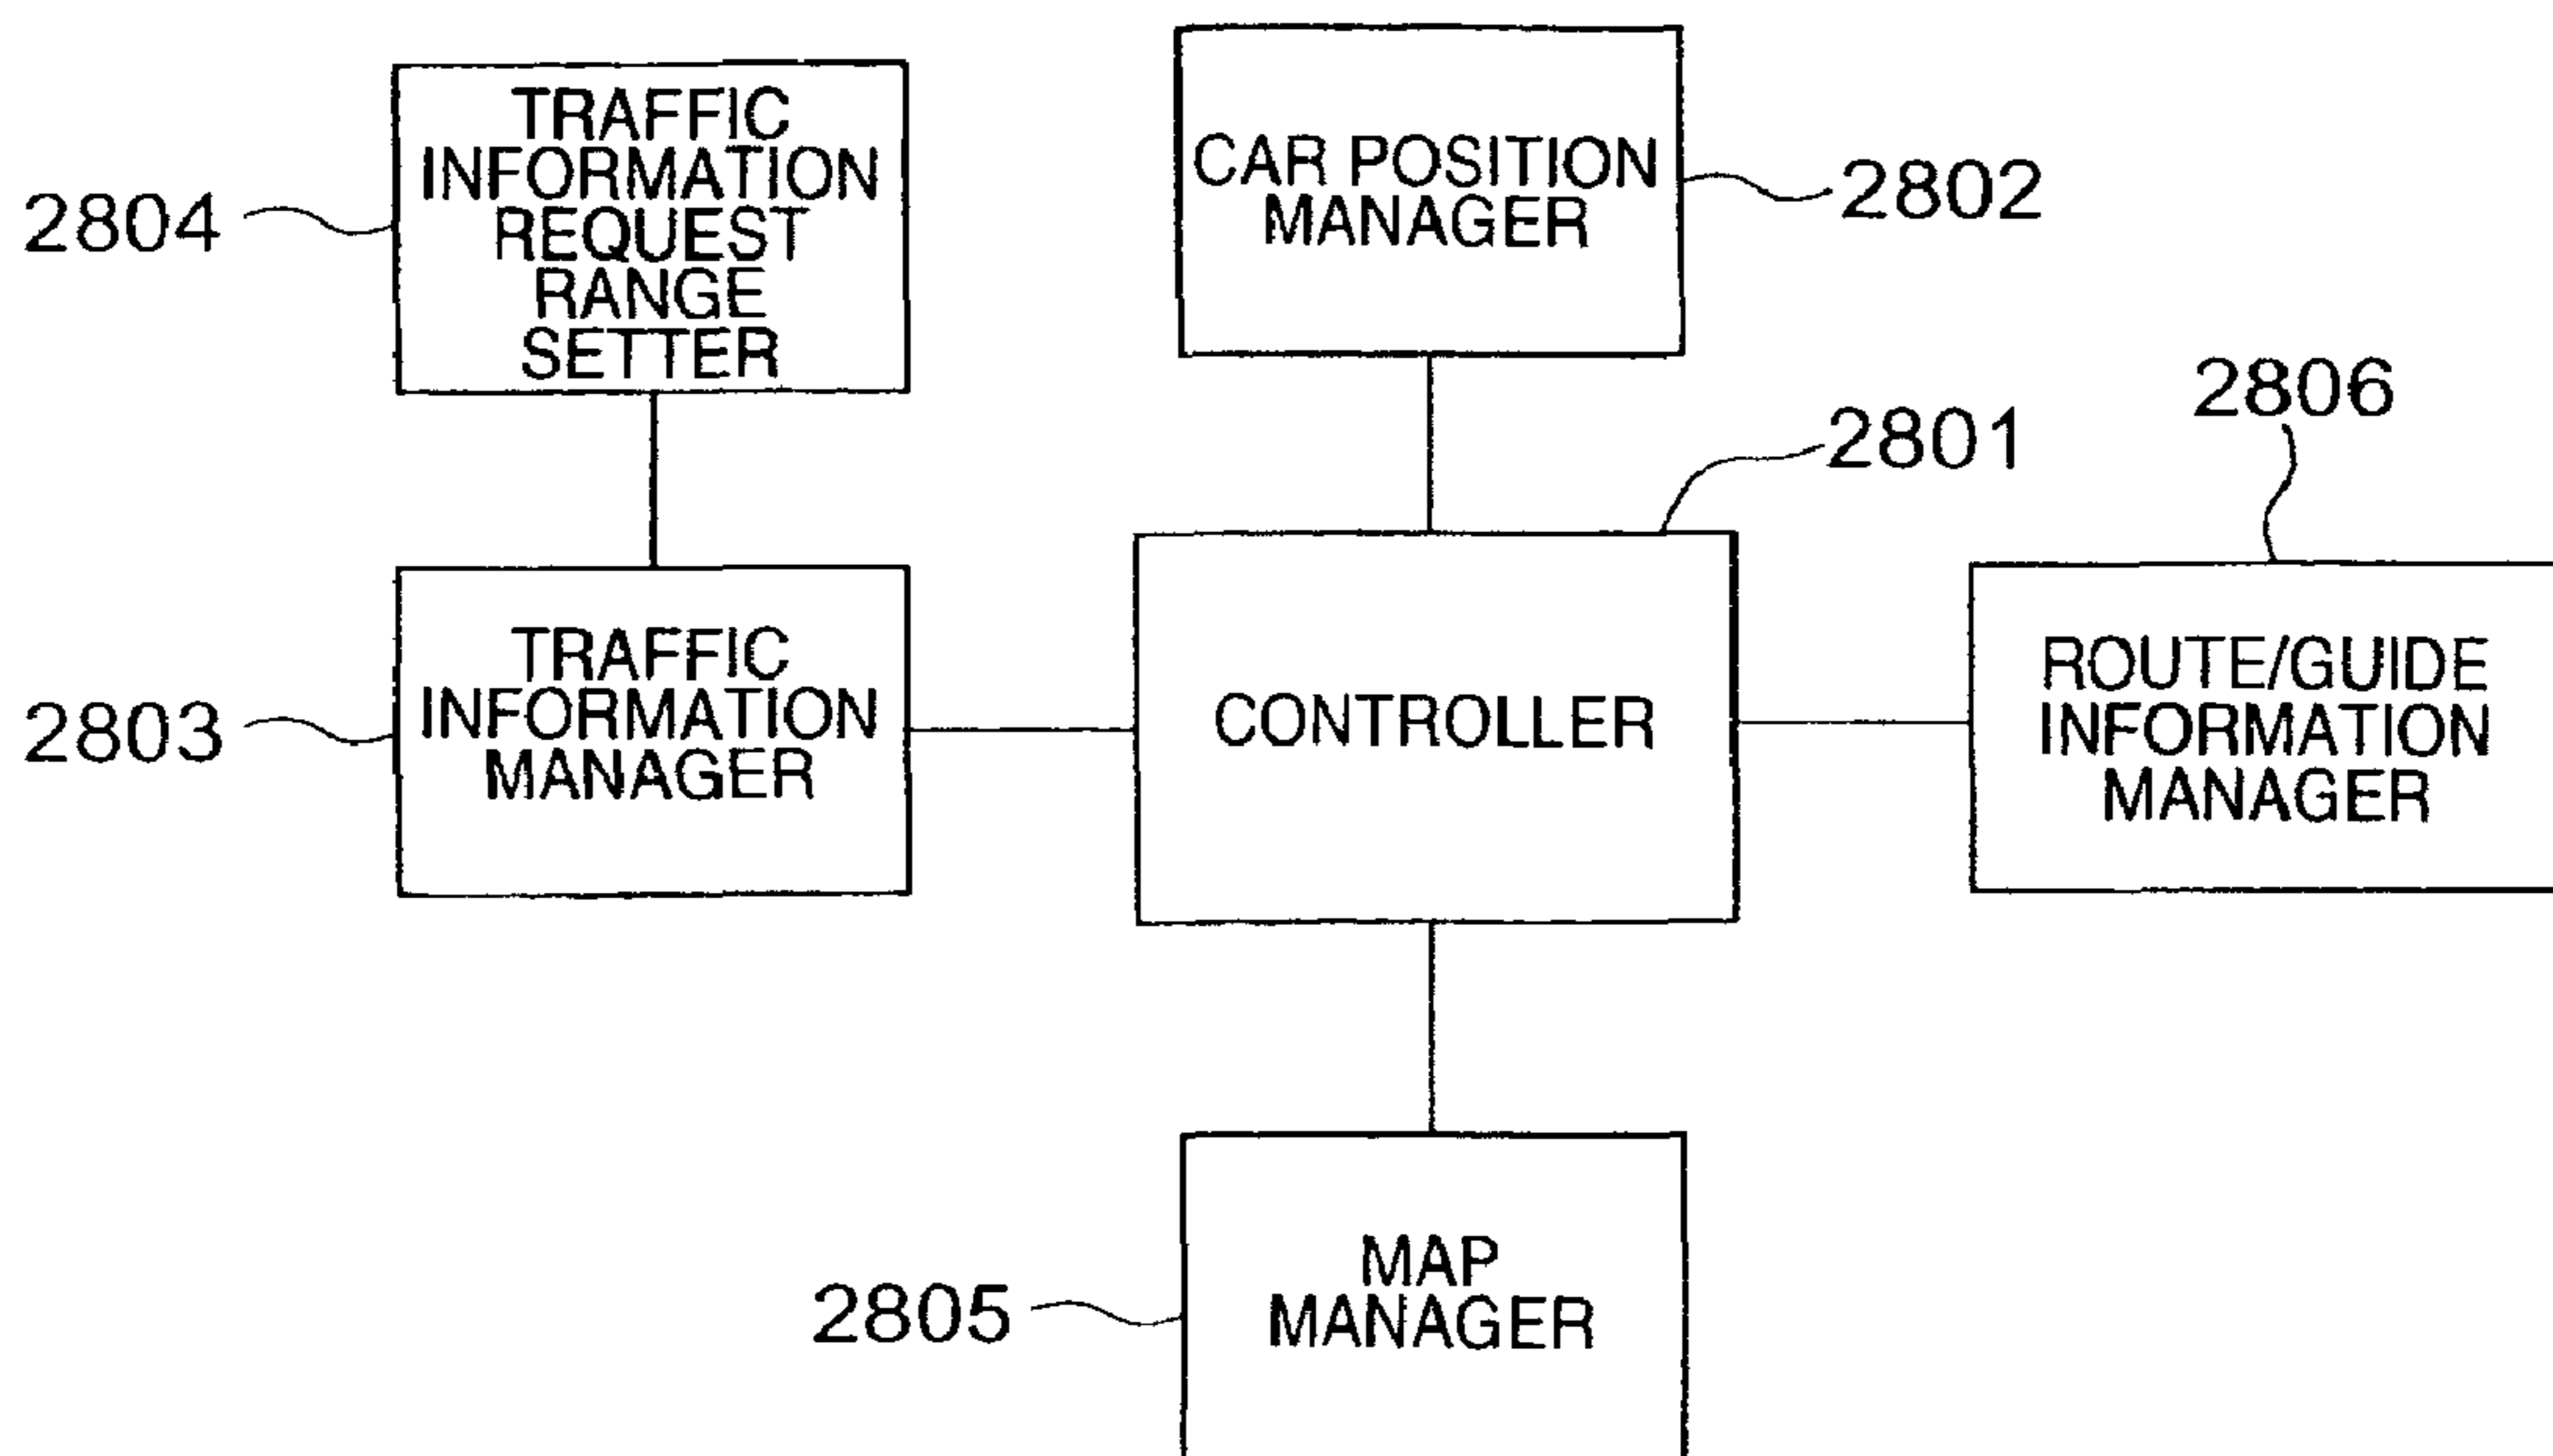 TRAFFIC
INFORMATION
REQUEST
RANGE
SETTER
2804
CAR POSITION
MANAGER
2802
2801
2806
TRAFFIC
INFORMATION
MANAGER
2803
CONTROLLER
ROUTE/GUIDE
INFORMATION
MANAGER
MAP
MANAGER
2805